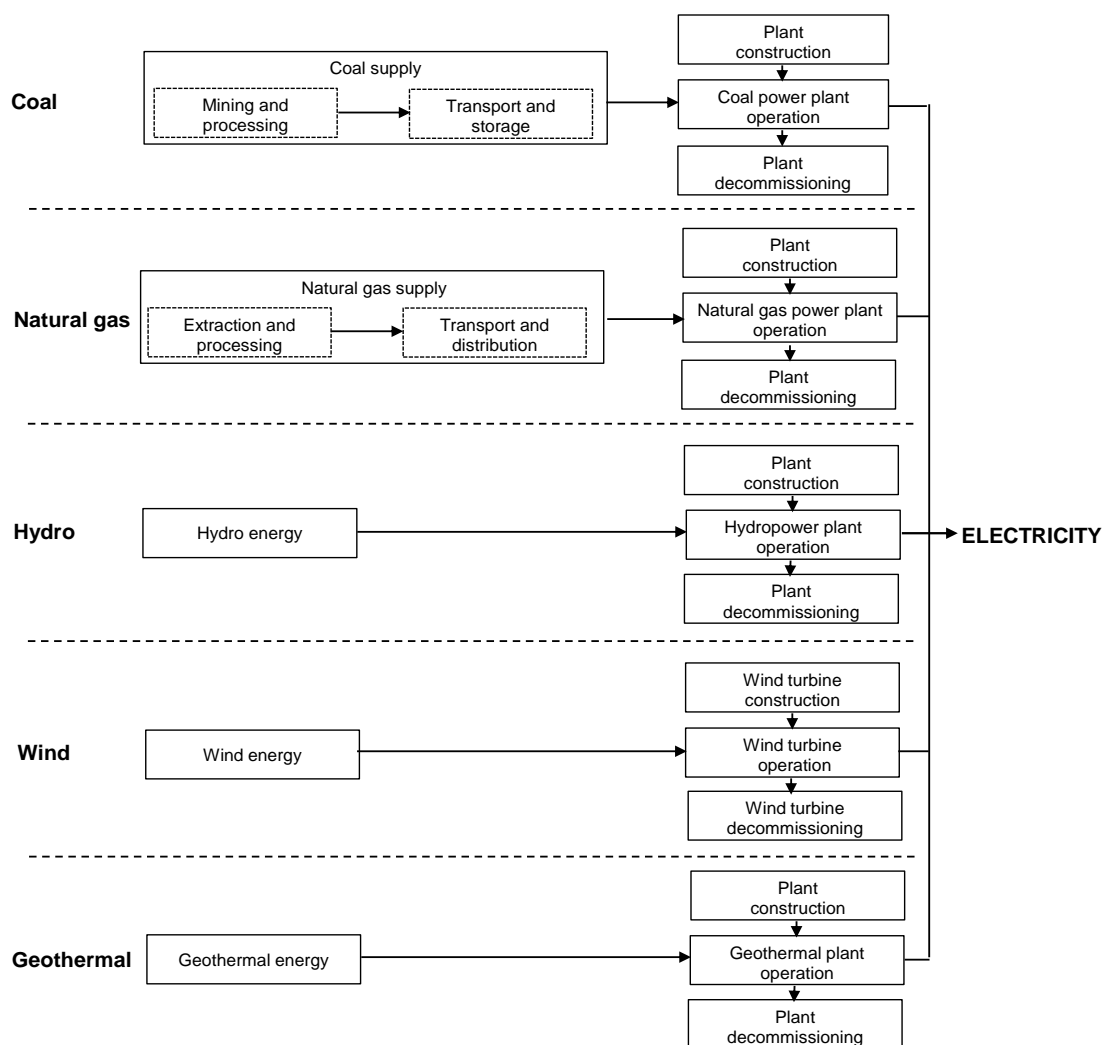 Plant
construction
Coal supply
Coal
Mining and
processing
Transport and
storage
Coal power plant
operation
Plant
decommissioning
Plant
construction
Natural gas supply
Natural gas
Extraction and
processing
Transport and
distribution
Natural gas power plant
operation
Plant
decommissioning
Plant
construction
Hydro
Hydro energy
Hydropower plant
operation
ELECTRICITY
Plant
decommissioning
Wind turbine
construction
Wind
Wind energy
Wind turbine
operation
Wind turbine
decommissioning
Plant
construction
Geothermal
Geothermal energy
Geothermal plant
operation
Plant
decommissioning